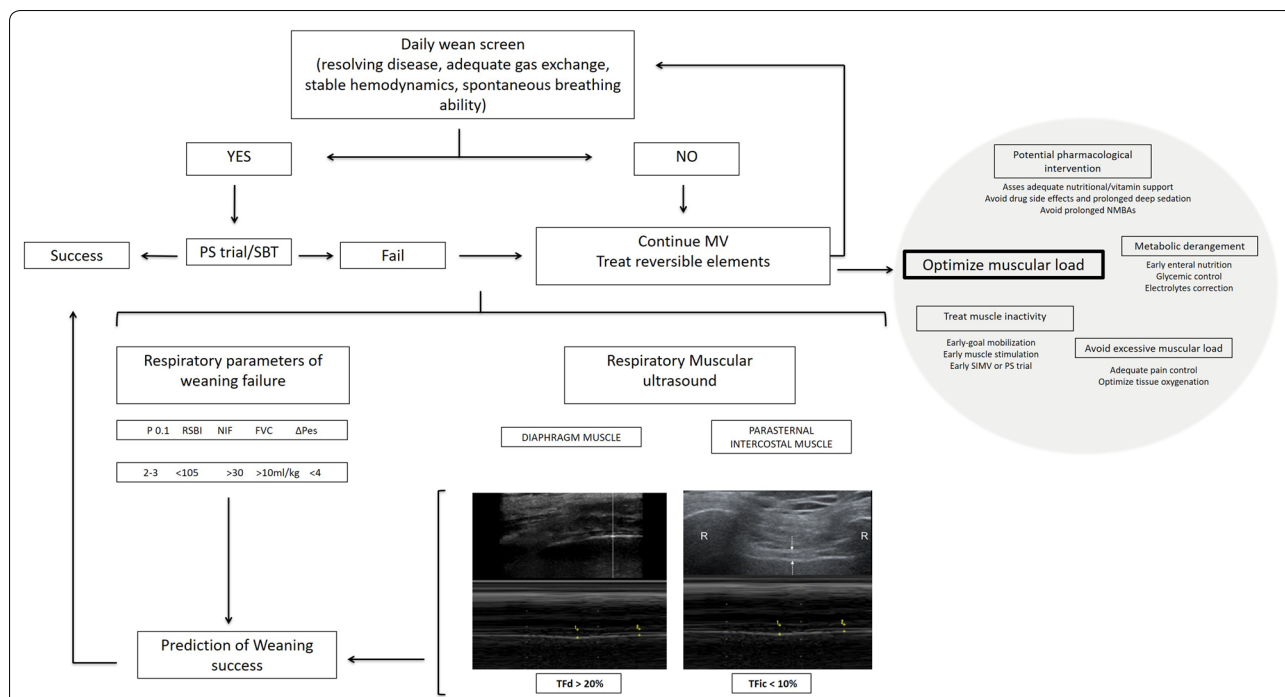 Daily wean screen
(resolving disease, adequate gas exchange,
stable hemodynamics, spontaneous breathing
ability)
YES
NO
Success
PS trial/SBT
Fail
Continue MV
Treat reversible elements
Potential pharmacological
intervention
Asses adequate nutritional/vitamin support
Avoid drug side effects and prolonged deep sedation
Avoid prolonged NMBAs
Optimize muscular load
Metabolic derangement
Early enteral nutrition
Glycemic control
Electrolytes correction
Treat muscle inactivity
Early-goal mobilization
Early muscle stimulation
Early SIMV or PS trial
Avoid excessive muscular load
Adequate pain control
Optimize tissue oxygenation
Respiratory parameters of
weaning failure
P 0.1 RSBI NIF FVC ΔPes
2-3 <105 >30 >10ml/kg <4
Prediction of Weaning
success
Respiratory Muscular
ultrasound
DIAPHRAGM MUSCLE
PARASTERNAL
INTERCOSTAL MUSCLE
R R
TFd > 20%
TFic < 10%